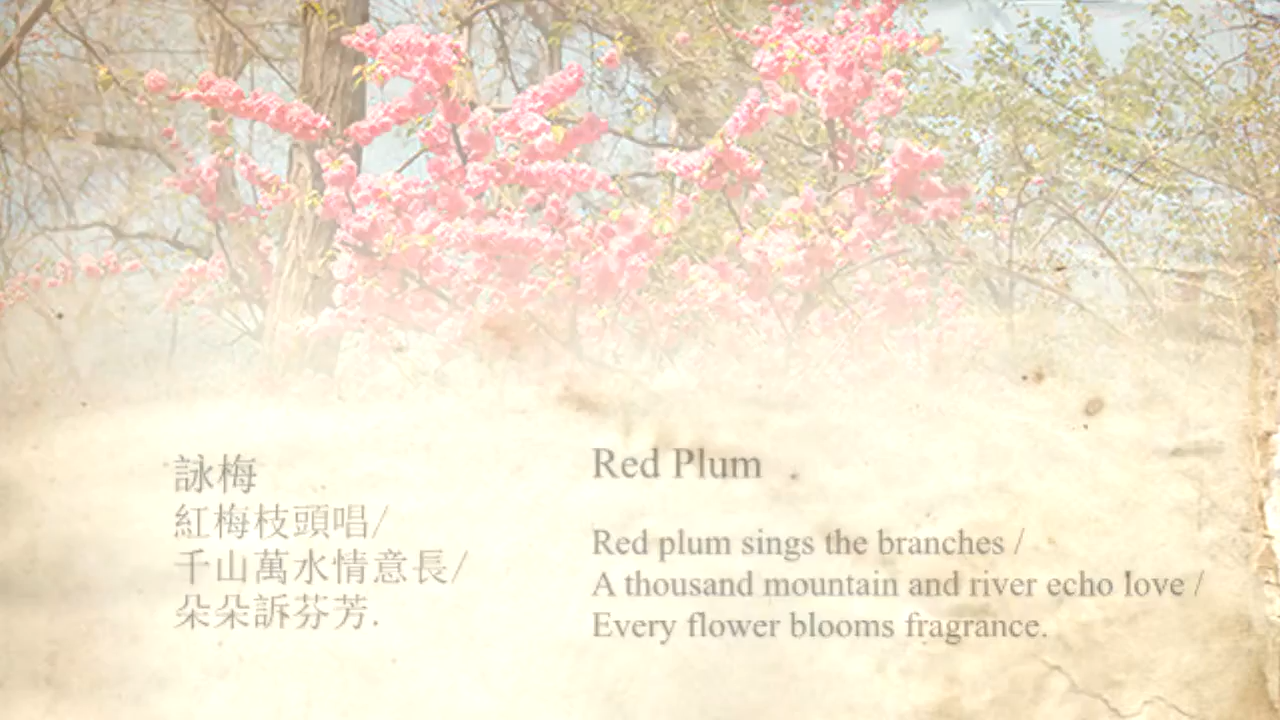 詠梅
紅梅枝頭唱/
千山萬水情意長/
朵朵訴芬芳.
Red Plum
Red plum sings the branches /
A thousand mountain and river echo love /
Every flower blooms fragrance.